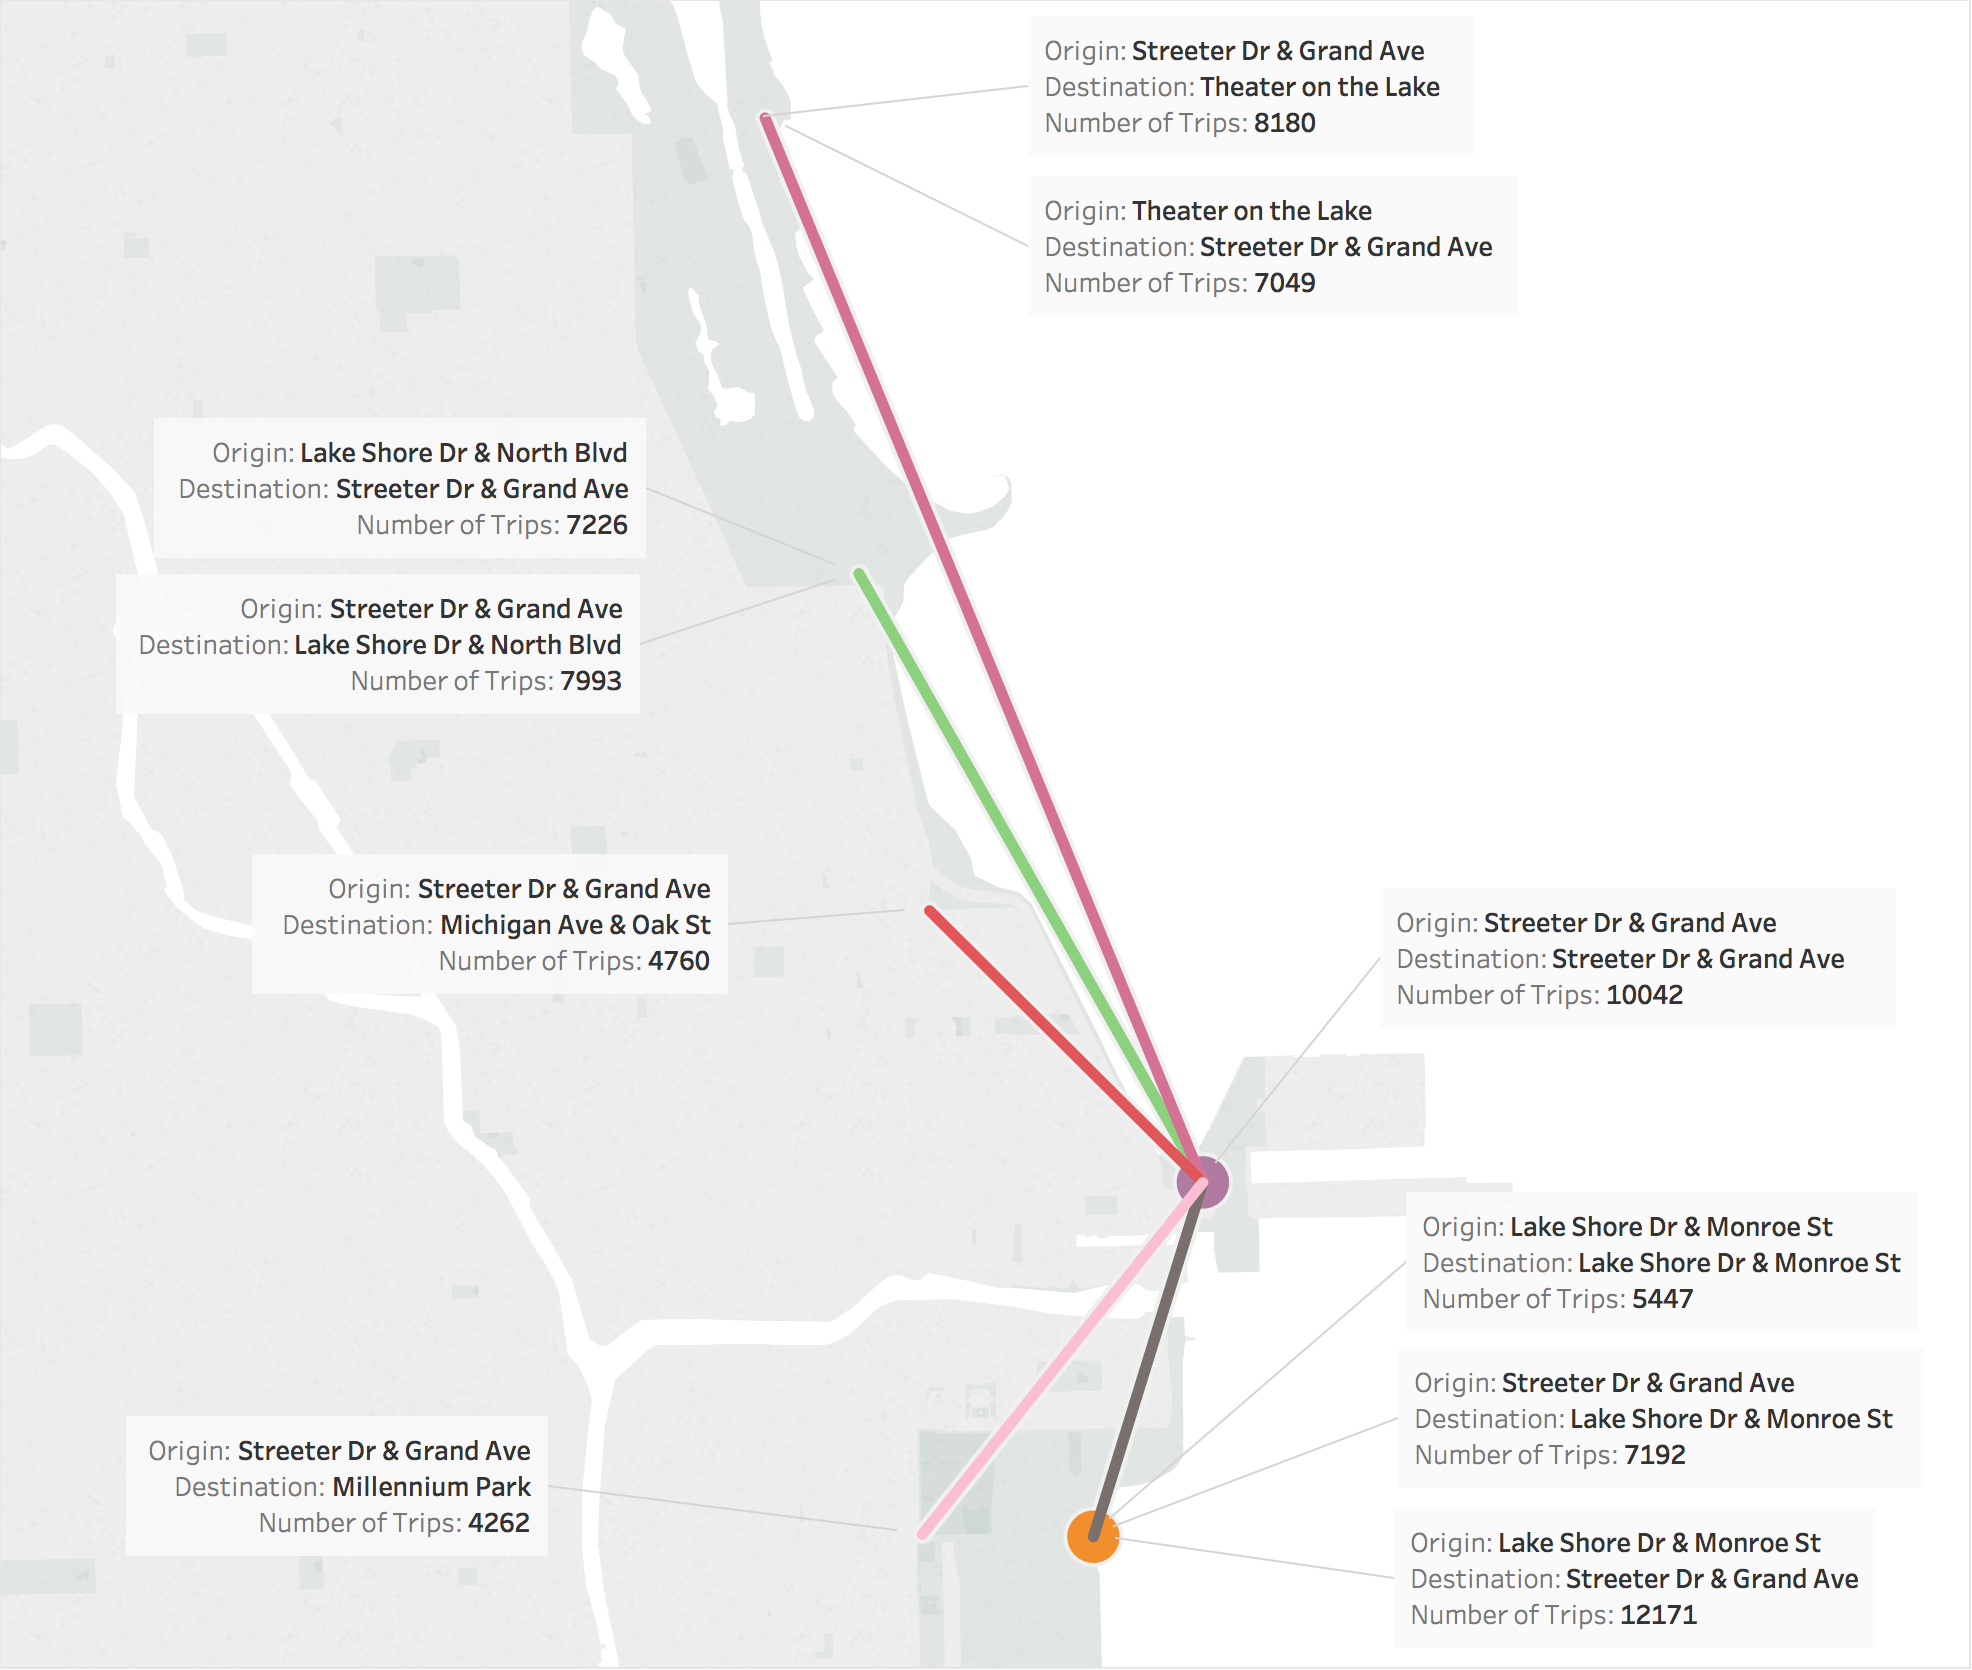 Origin: Streeter Dr & Grand Ave
Destination: Theater on the Lake
Number of Trips: 8180
Origin: Theater on the Lake
Destination: Streeter Dr & Grand Ave
Number of Trips: 7049
Origin: Lake Shore Dr & North Blvd
Destination: Streeter Dr & Grand Ave
Number of Trips: 7226
Origin: Streeter Dr & Grand Ave
Destination: Lake Shore Dr & North Blvd
Number of Trips: 7993
Origin: Streeter Dr & Grand Ave
Destination: Michigan Ave & Oak St
Number of Trips: 4760
Origin: Streeter Dr & Grand Ave
Destination: Streeter Dr & Grand Ave
Number of Trips: 10042
Origin: Lake Shore Dr & Monroe St
Destination: Lake Shore Dr & Monroe St
Number of Trips: 5447
Origin: Streeter Dr & Grand Ave
Destination: Lake Shore Dr & Monroe St
Number of Trips: 7192
Origin: Streeter Dr & Grand Ave
Destination: Millennium Park
Number of Trips: 4262
Origin: Lake Shore Dr & Monroe St
Destination: Streeter Dr & Grand Ave
Number of Trips: 12171